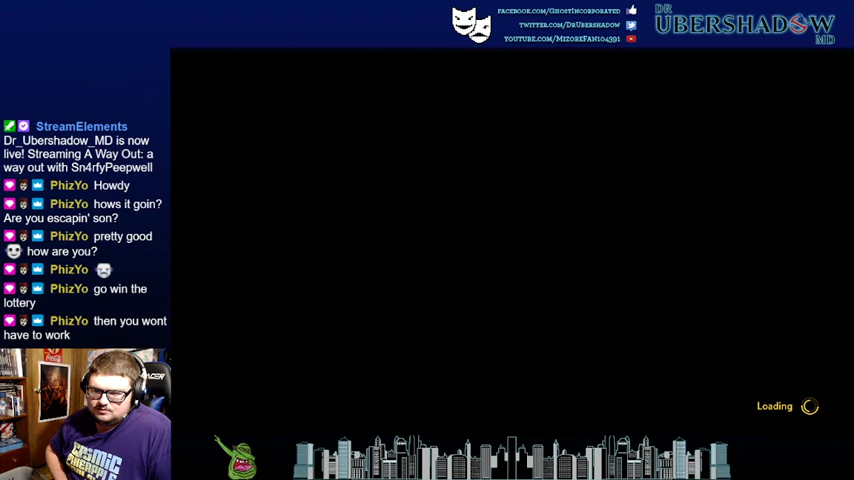 facebook.com/GhostIncorporated
twitter.com/DrUbershadow
youtube.com/MizoreFan104391
DR
UBERSHADOW
MD
StreamElements
Dr_Ubershadow_MD is now
live! Streaming A Way Out: a
way out with Sn4rfyPeepwell
PhizYo Howdy
PhizYo hows it goin?
Are you escapin' son?
PhizYo pretty good
how are you?
PhizYo
PhizYo go win the
lottery
PhizYo then you wont
have to work
Loading
COSMIC
PINEAPPLE